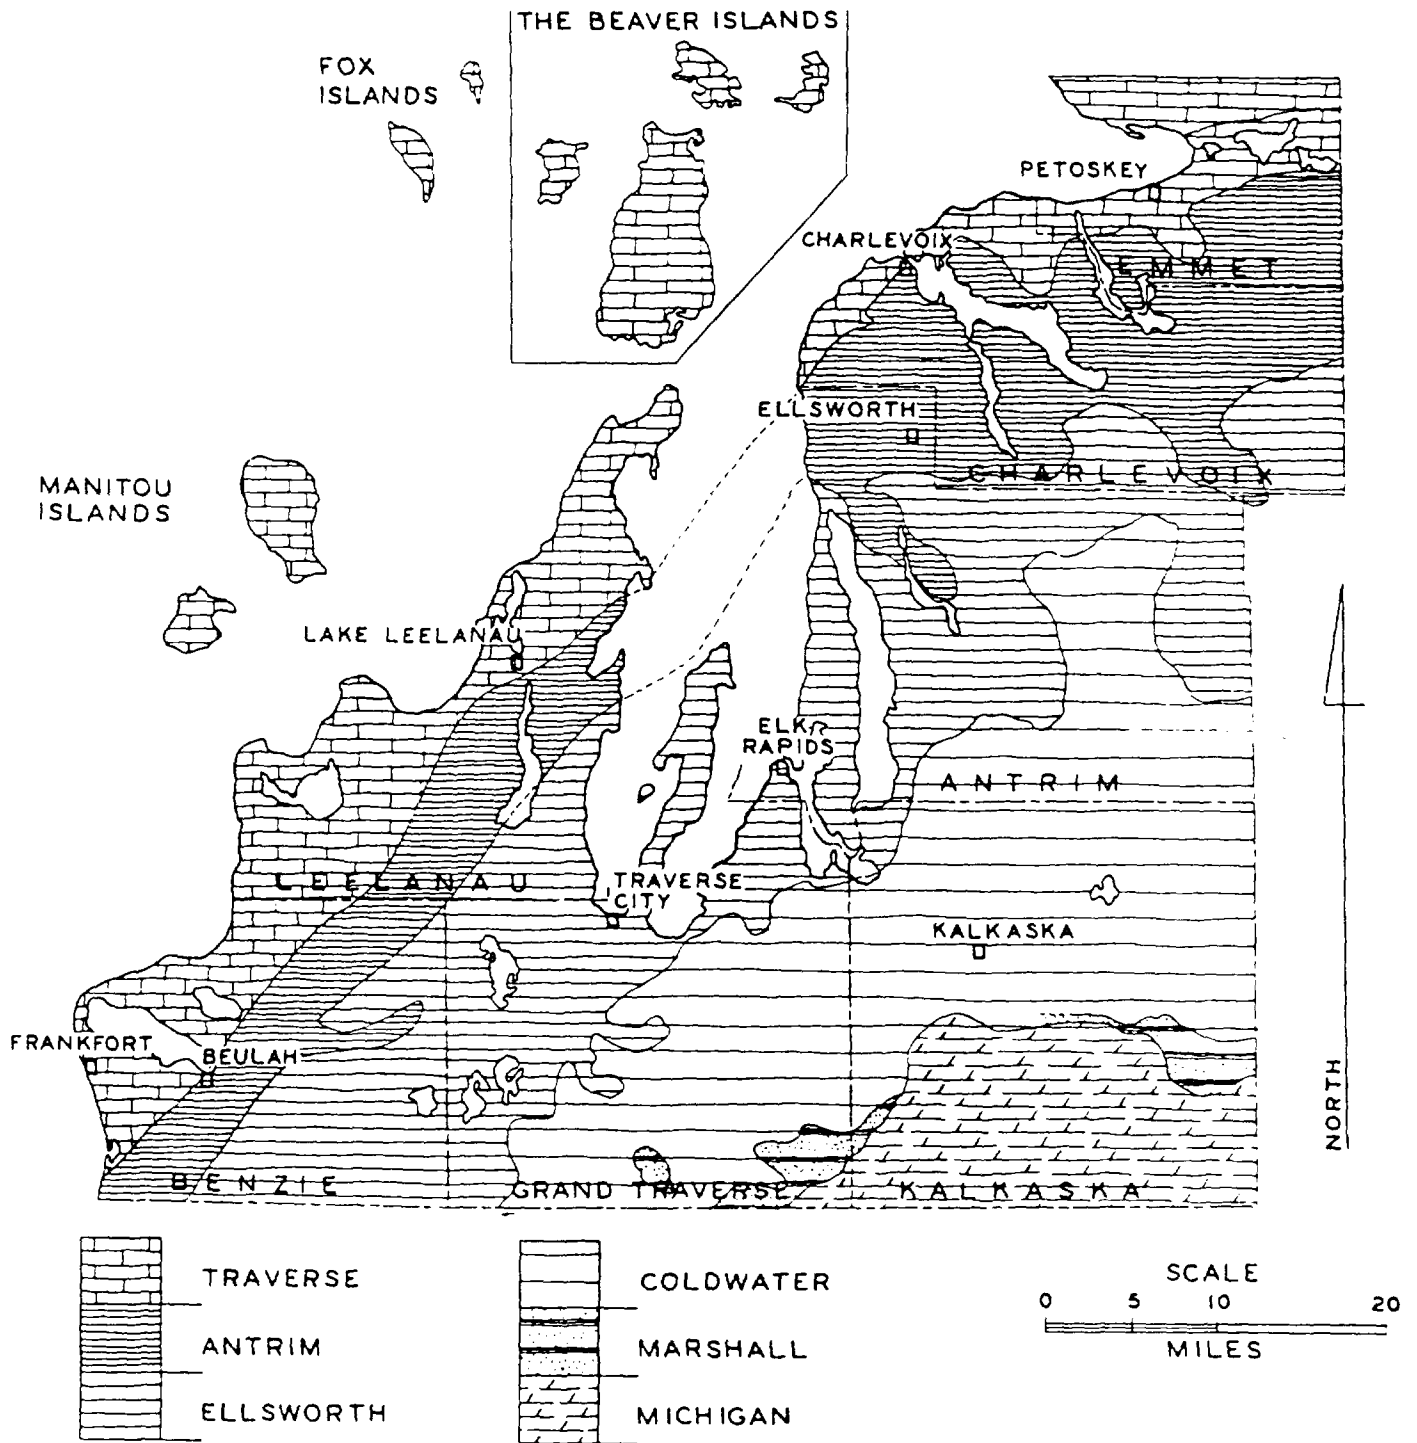 THE BEAVER ISLANDS
FOX
ISLANDS
PETOSKEY
CHARLEVOIX
EMMET
ELLSWORTH
CHARLEVOIX
MANITOU
ISLANDS
LAKE LEELANAU
ELK
RAPIDS
ANTRIM
LEELANAU
TRAVERSE
CITY
KALKASKA
FRANKFORT
BEULAH
NORTH
BENZIE
GRAND TRAVERSE
KALKASKA
TRAVERSE
ANTRIM
ELLSWORTH
COLDWATER
MARSHALL
MICHIGAN
SCALE
0 5 10 20
MILES